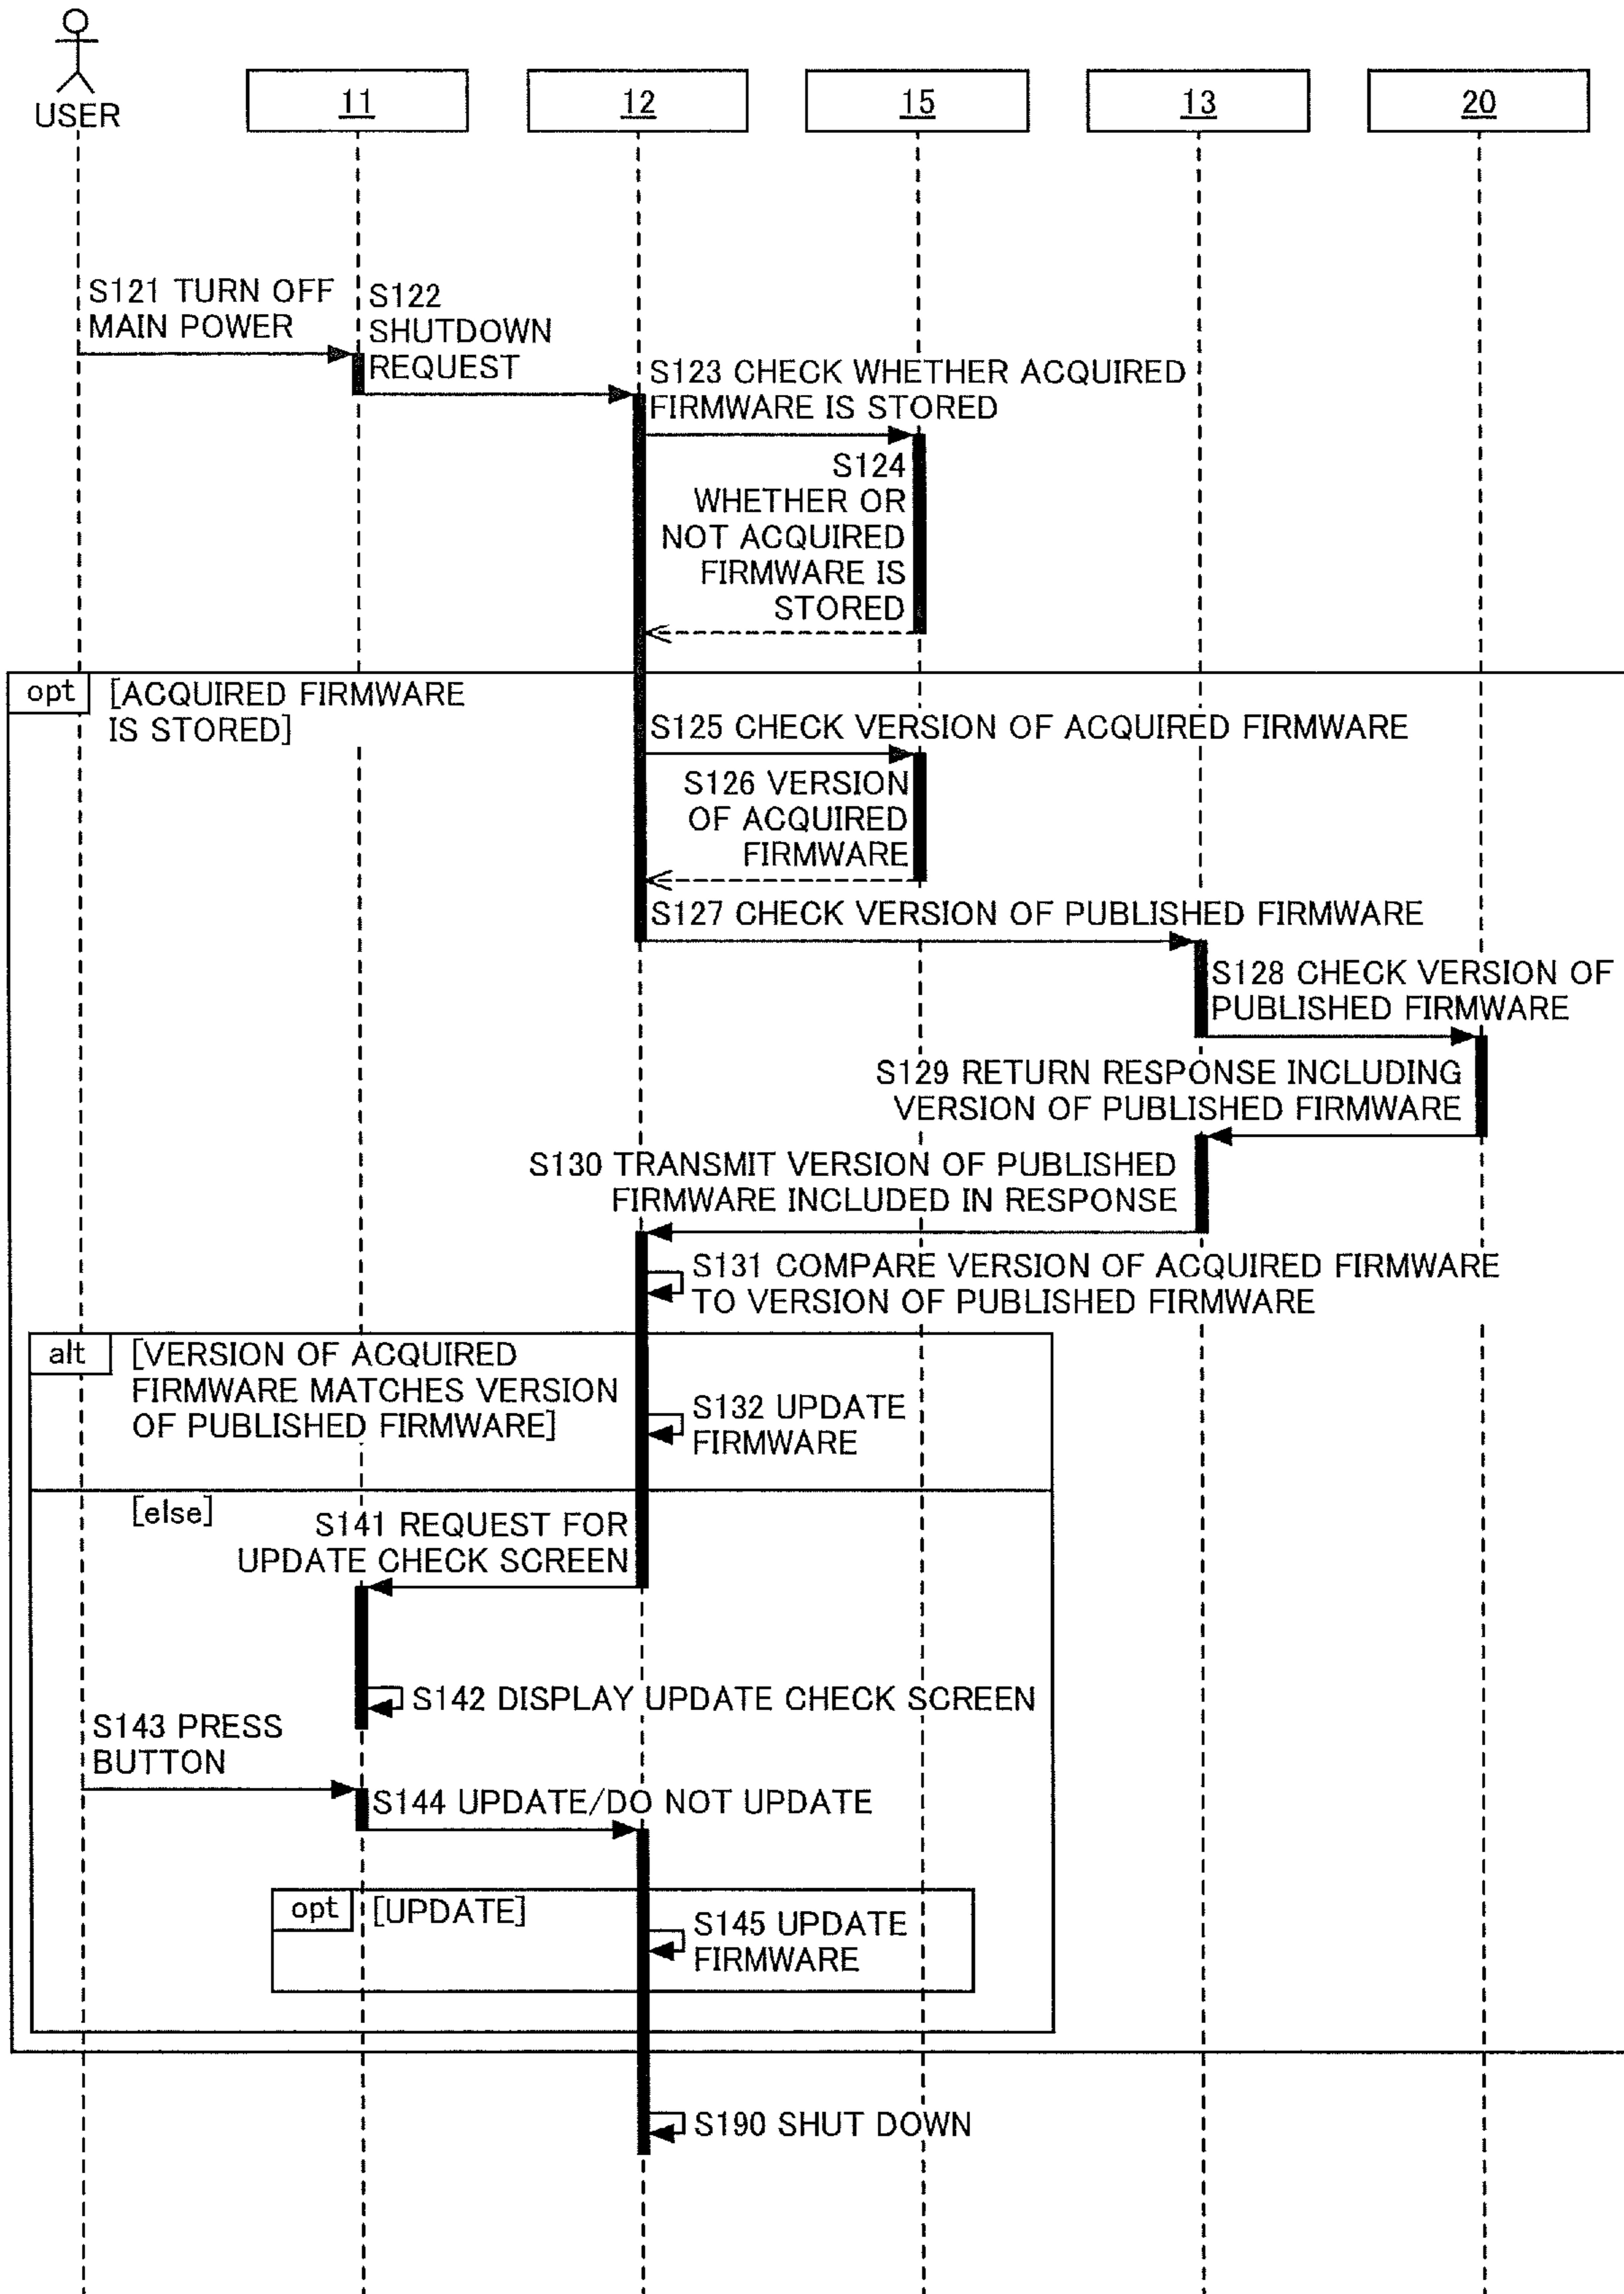 USER
11
12
15
13
20
S121 TURN OFF
MAIN POWER
S122
SHUTDOWN
REQUEST
S123 CHECK WHETHER ACQUIRED
FIRMWARE IS STORED
S124
WHETHER OR
NOT ACQUIRED
FIRMWARE IS
STORED
opt
[ACQUIRED FIRMWARE
IS STORED]
S125 CHECK VERSION OF ACQUIRED FIRMWARE
S126 VERSION
OF ACQUIRED
FIRMWARE
S127 CHECK VERSION OF PUBLISHED FIRMWARE
S128 CHECK VERSION OF
PUBLISHED FIRMWARE
S129 RETURN RESPONSE INCLUDING
VERSION OF PUBLISHED FIRMWARE
S130 TRANSMIT VERSION OF PUBLISHED
FIRMWARE INCLUDED IN RESPONSE
S131 COMPARE VERSION OF ACQUIRED FIRMWARE
TO VERSION OF PUBLISHED FIRMWARE
alt
[VERSION OF ACQUIRED
FIRMWARE MATCHES VERSION
OF PUBLISHED FIRMWARE]
S132 UPDATE
FIRMWARE
[else]
S141 REQUEST FOR
UPDATE CHECK SCREEN
S142 DISPLAY UPDATE CHECK SCREEN
S143 PRESS
BUTTON
S144 UPDATE/DO NOT UPDATE
opt
[UPDATE]
S145 UPDATE
FIRMWARE
S190 SHUT DOWN